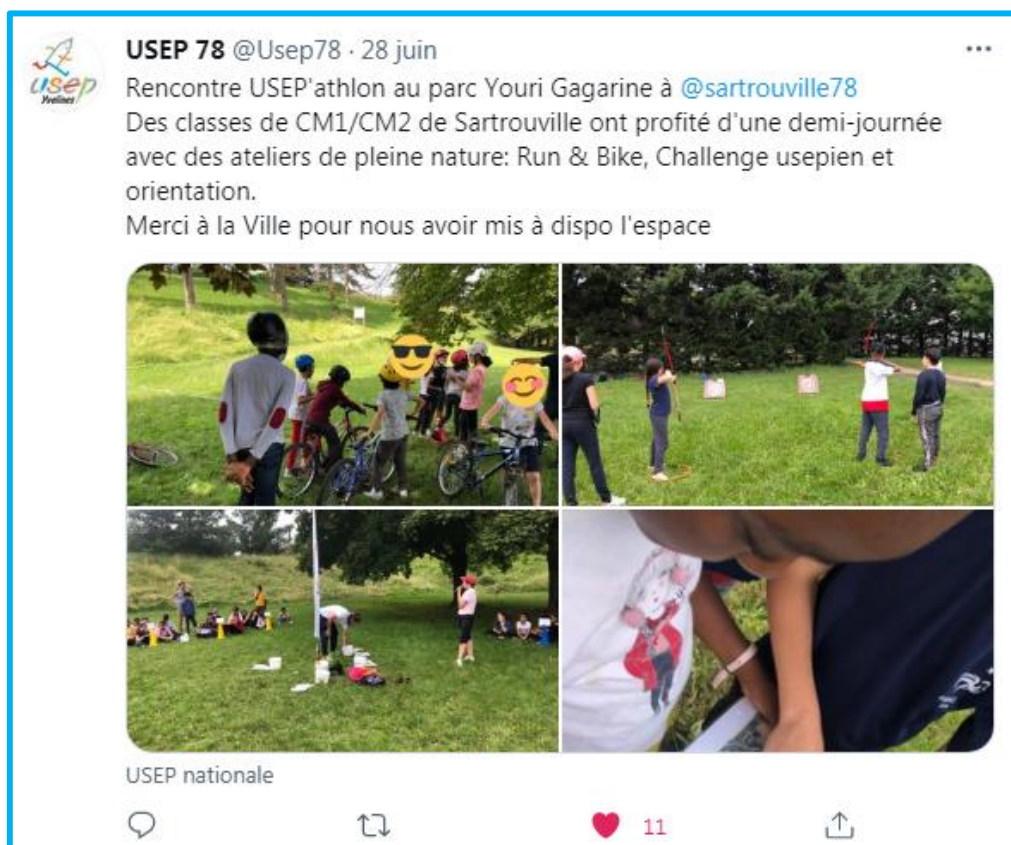 usep
Yvelines
USEP 78 @Usep78 · 28 juin
Rencontre USEP'athlon au parc Youri Gagarine à @sartrouville78
Des classes de CM1/CM2 de Sartrouville ont profité d'une demi-journée
avec des ateliers de pleine nature: Run & Bike, Challenge usepien et
orientation.
Merci à la Ville pour nous avoir mis à dispo l'espace
USEP nationale
11